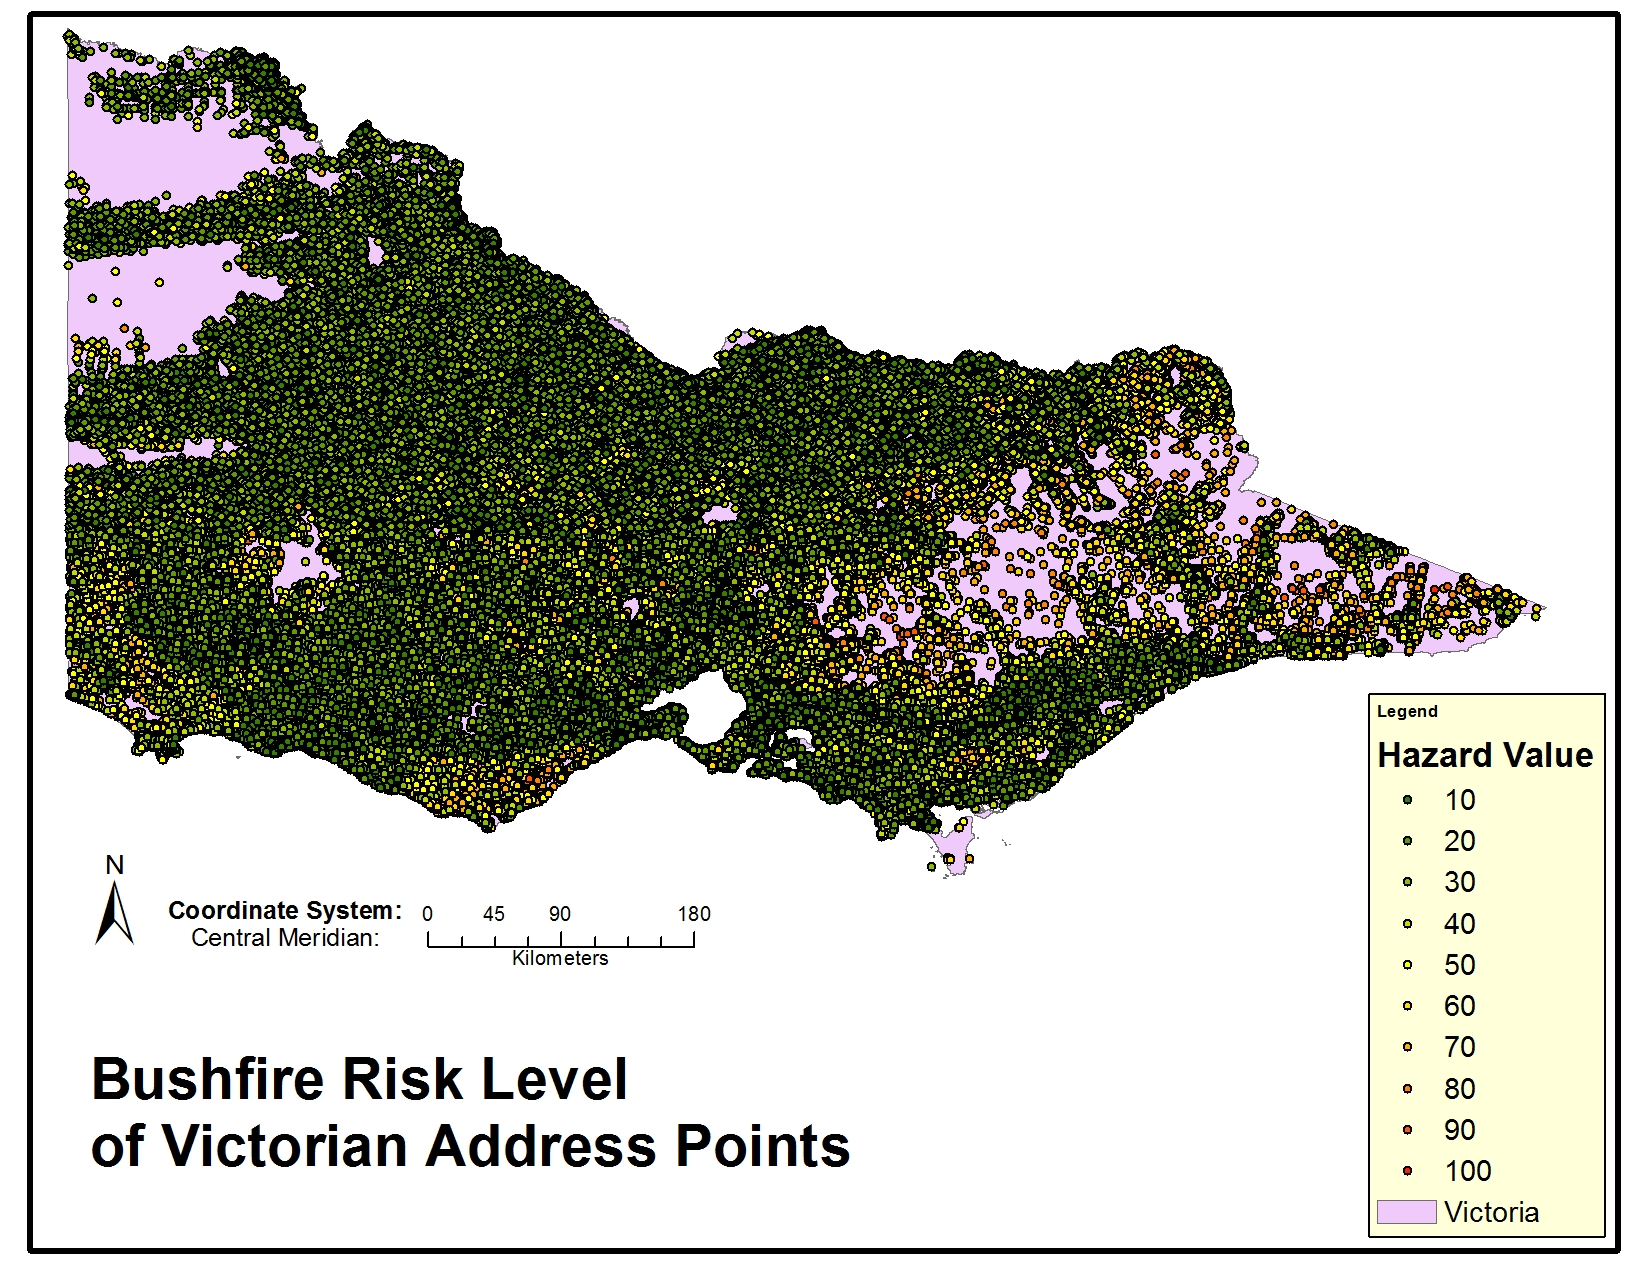 N
Coordinate System:
Central Meridian:
0 45 90 180
Kilometers
Bushfire Risk Level
of Victorian Address Points
Legend
Hazard Value
10
20
30
40
50
60
70
80
90
100
Victoria